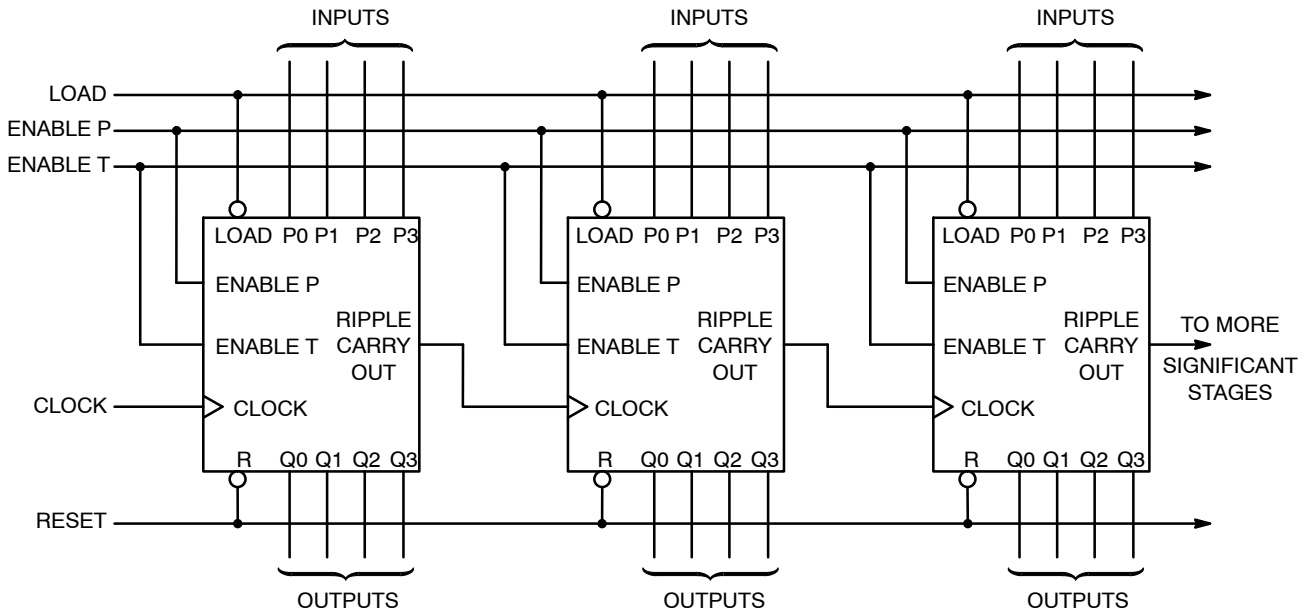 INPUTS
INPUTS
INPUTS
LOAD
ENABLE P
ENABLE T
LOAD P0 P1 P2 P3
LOAD P0 P1 P2 P3
LOAD P0 P1 P2 P3
ENABLE P
ENABLE P
ENABLE P
RIPPLE
CARRY
OUT
RIPPLE
CARRY
OUT
RIPPLE
CARRY
OUT
ENABLE T
ENABLE T
ENABLE T
TO MORE
SIGNIFICANT
STAGES
CLOCK
CLOCK
CLOCK
CLOCK
R Q0 Q1 Q2 Q3
R Q0 Q1 Q2 Q3
R Q0 Q1 Q2 Q3
RESET
OUTPUTS
OUTPUTS
OUTPUTS